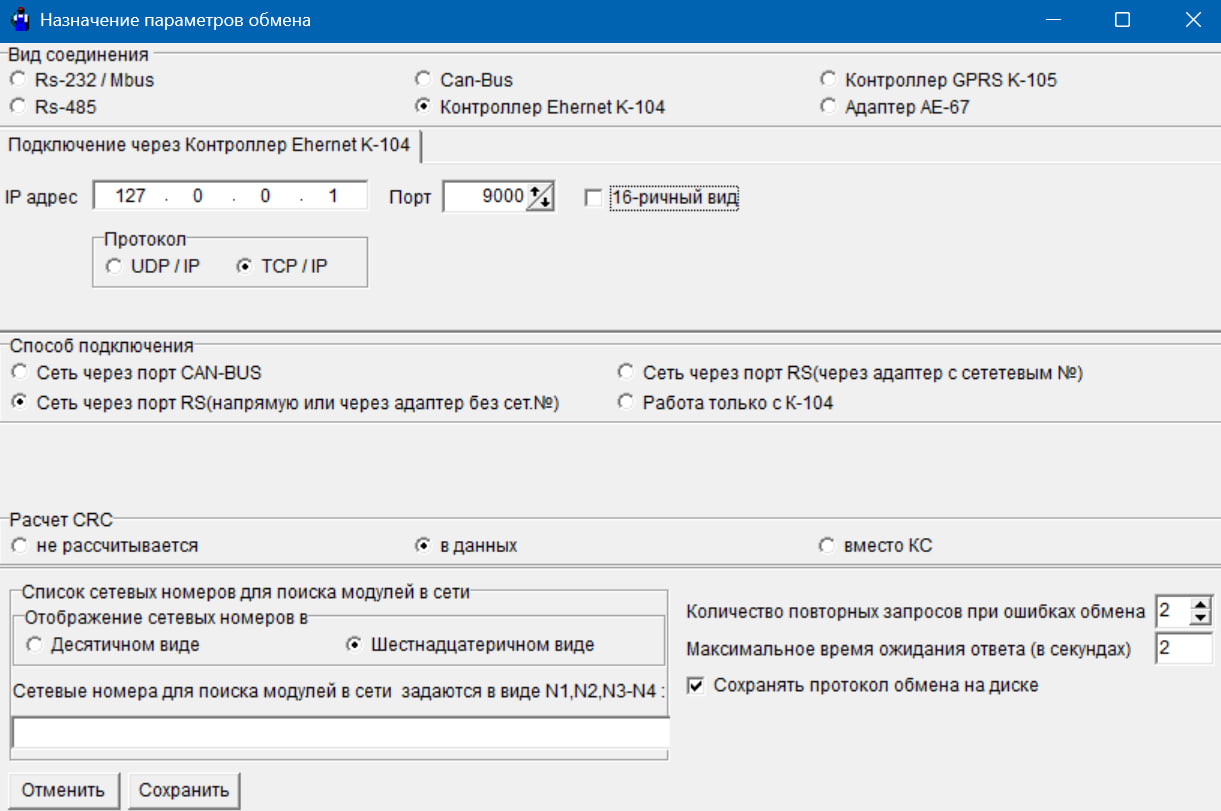 Назначение параметров обмена
Вид соединения
Rs-232 / Mbus Can-Bus Контроллер GPRS К-105
Rs-485 Контроллер Ehernet К-104 Адаптер АЕ-67
Подключение через Контроллер Ehernet К-104
IP адрес 127 . 0 . 0 . 1 Порт 9000 16-ричный вид
Протокол
UDP / IP TCP / IP
Способ подключения
Сеть через порт CAN-BUS Сеть через порт RS(через адаптер с сететевым №)
Сеть через порт RS(напрямую или через адаптер без сет.№) Работа только с К-104
Расчет CRC
не рассчитывается в данных вместо КС
Список сетевых номеров для поиска модулей в сети
Отображение сетевых номеров в
Десятичном виде Шестнадцатеричном виде
Сетевые номера для поиска модулей в сети задаются в виде N1,N2,N3-N4 :
Количество повторных запросов при ошибках обмена 2
Максимальное время ожидания ответа (в секундах) 2
Сохранять протокол обмена на диске
Отменить Сохранить